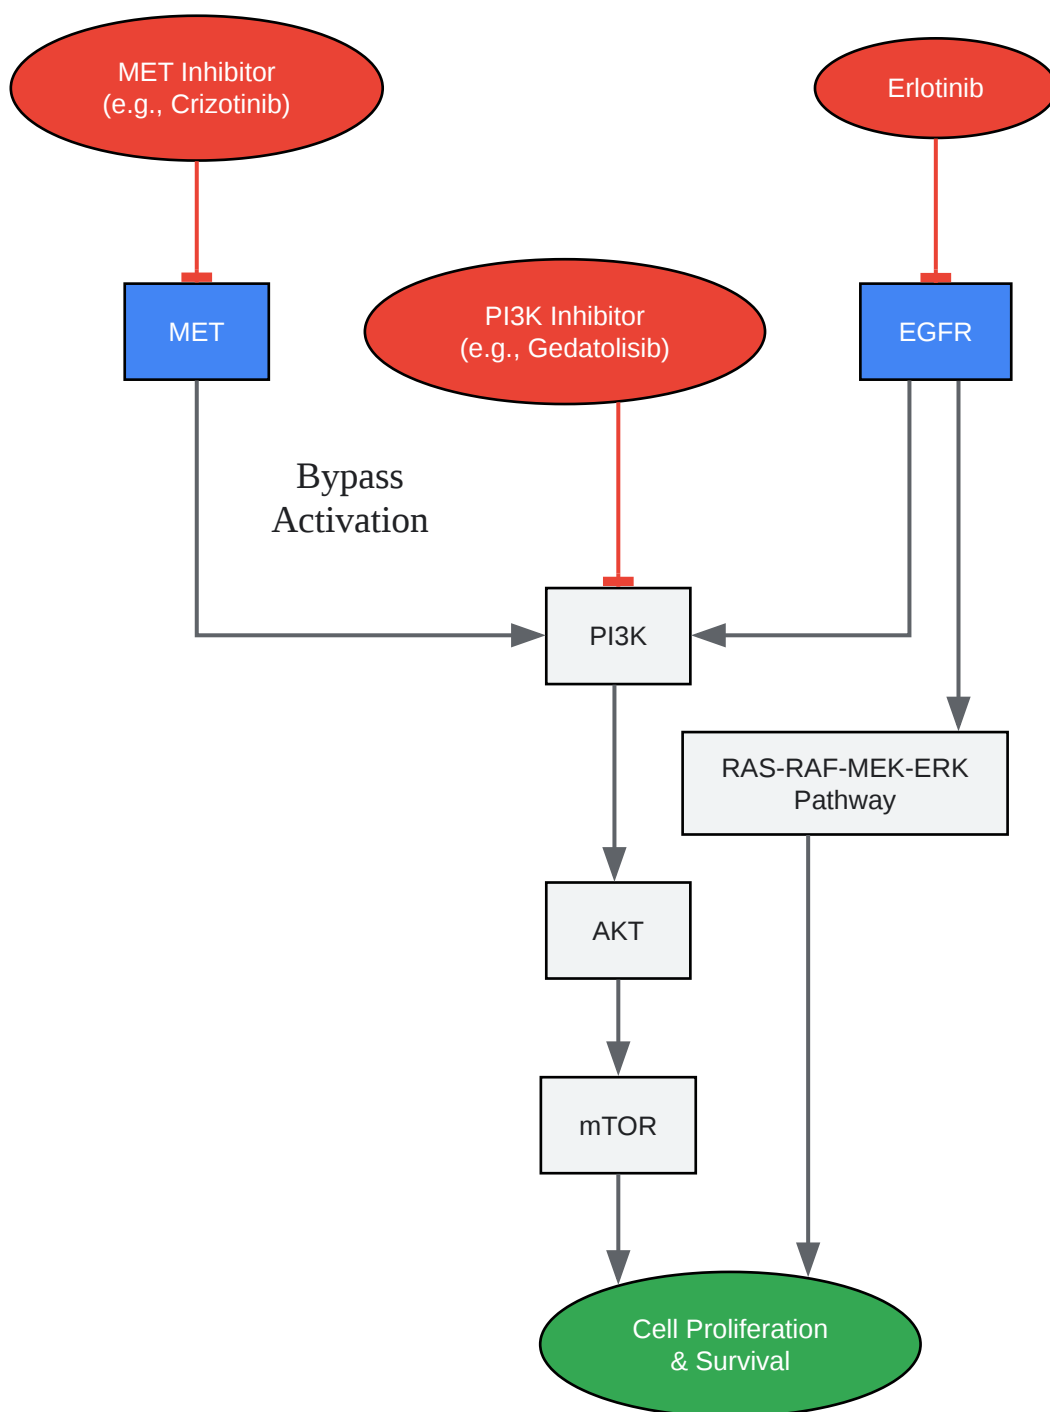 MET Inhibitor
(e.g., Crizotinib)
Erlotinib
MET
PI3K Inhibitor
(e.g., Gedatolisib)
EGFR
Bypass
Activation
PI3K
RAS-RAF-MEK-ERK
Pathway
AKT
mTOR
Cell Proliferation
& Survival